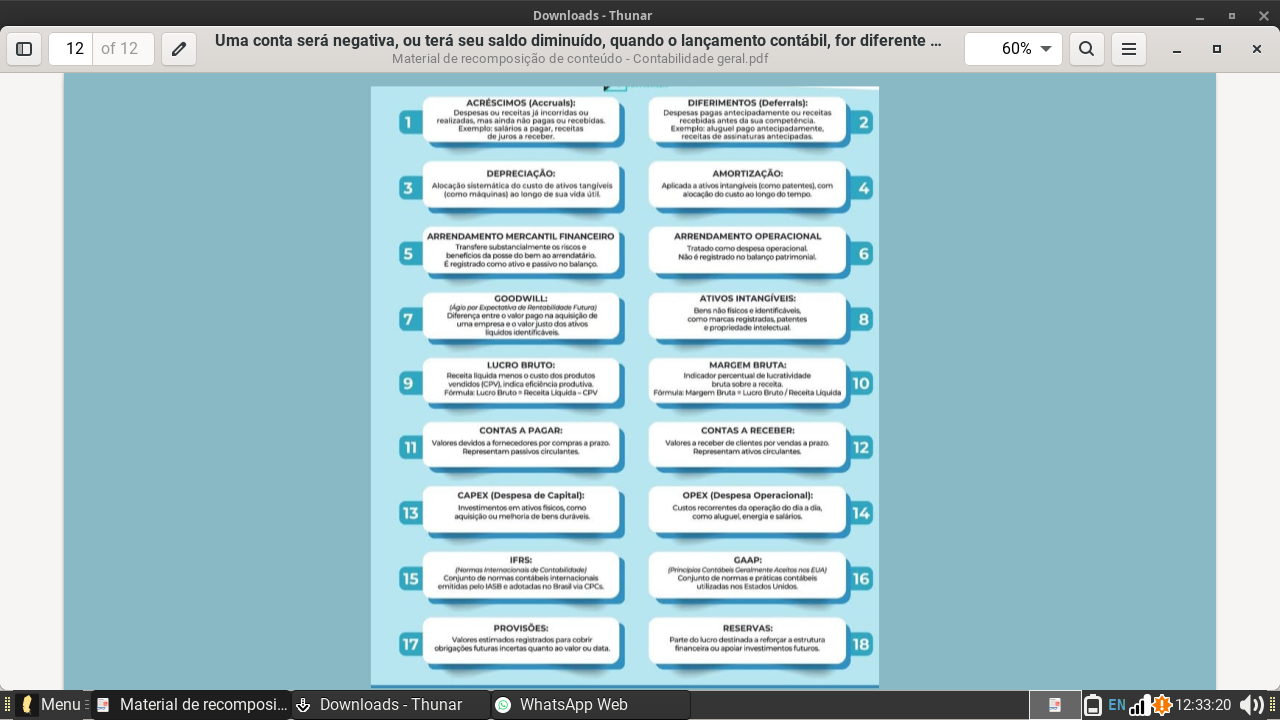 Downloads - Thunar
12 of 12
Uma conta será negativa, ou terá seu saldo diminuído, quando o lançamento contábil, for diferente …
Material de recomposição de conteúdo - Contabilidade geral.pdf
60%
1
ACRÉSCIMOS (Accruals):
Despesas ou receitas já incorridas ou
realizadas, mas ainda não pagas ou recebidas.
Exemplo: salários a pagar, receitas
de juros a receber.
DIFERIMENTOS (Deferrals):
Despesas pagas antecipadamente ou receitas
recebidas antes da sua competência.
Exemplo: aluguel pago antecipadamente,
receitas de assinaturas antecipadas.
2
3
DEPRECIAÇÃO:
Alocação sistemática do custo de ativos tangíveis
(como máquinas) ao longo de sua vida útil.
AMORTIZAÇÃO:
Aplicada a ativos intangíveis (como patentes), com
alocação do custo ao longo do tempo.
4
5
ARRENDAMENTO MERCANTIL FINANCEIRO
Transfere substancialmente os riscos e
benefícios da posse do bem ao arrendatário.
É registrado como ativo e passivo no balanço.
ARRENDAMENTO OPERACIONAL
Tratado como despesa operacional.
Não é registrado no balanço patrimonial.
6
7
GOODWILL:
(Ágio por Expectativa de Rentabilidade Futura)
Diferença entre o valor pago na aquisição de
uma empresa e o valor justo dos ativos
líquidos identificáveis.
ATIVOS INTANGÍVEIS:
Bens não físicos e identificáveis,
como marcas registradas, patentes
e propriedade intelectual.
8
9
LUCRO BRUTO:
Receita líquida menos o custo dos produtos
vendidos (CPV), indica eficiência produtiva.
Fórmula: Lucro Bruto = Receita Líquida – CPV
MARGEM BRUTA:
Indicador percentual de lucratividade
bruta sobre a receita.
Fórmula: Margem Bruta = Lucro Bruto / Receita Líquida
10
11
CONTAS A PAGAR:
Valores devidos a fornecedores por compras a prazo.
Representam passivos circulantes.
CONTAS A RECEBER:
Valores a receber de clientes por vendas a prazo.
Representam ativos circulantes.
12
13
CAPEX (Despesa de Capital):
Investimentos em ativos físicos, como
aquisição ou melhoria de bens duráveis.
OPEX (Despesa Operacional):
Custos recorrentes da operação do dia a dia,
como aluguel, energia e salários.
14
15
IFRS:
(Normas Internacionais de Contabilidade)
Conjunto de normas contábeis internacionais
emitidas pelo IASB e adotadas no Brasil via CPCs.
GAAP:
(Princípios Contábeis Geralmente Aceitos nos EUA)
Conjunto de normas e práticas contábeis
utilizadas nos Estados Unidos.
16
17
PROVISÕES:
Valores estimados registrados para cobrir
obrigações futuras incertas quanto ao valor ou data.
RESERVAS:
Parte do lucro destinada a reforçar a estrutura
financeira ou apoiar investimentos futuros.
18
Menu
Material de recomposi…
Downloads - Thunar
WhatsApp Web
EN
12:33:20